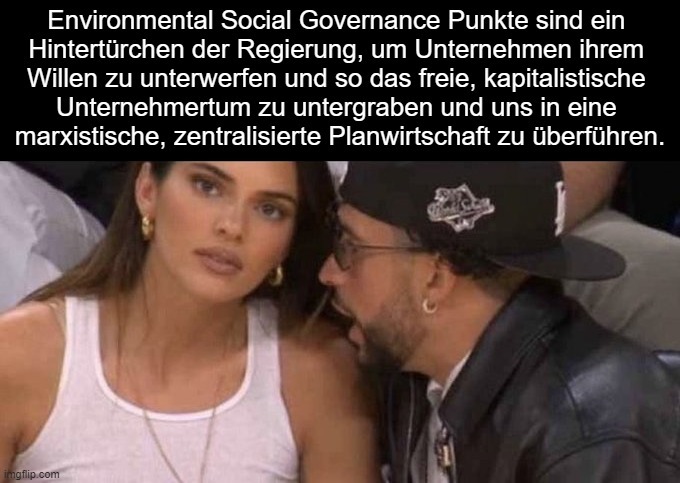 Environmental Social Governance Punkte sind ein
Hintertürchen der Regierung, um Unternehmen ihrem
Willen zu unterwerfen und so das freie, kapitalistische
Unternehmertum zu untergraben und uns in eine
marxistische, zentralisierte Planwirtschaft zu überführen.
imgflip.com